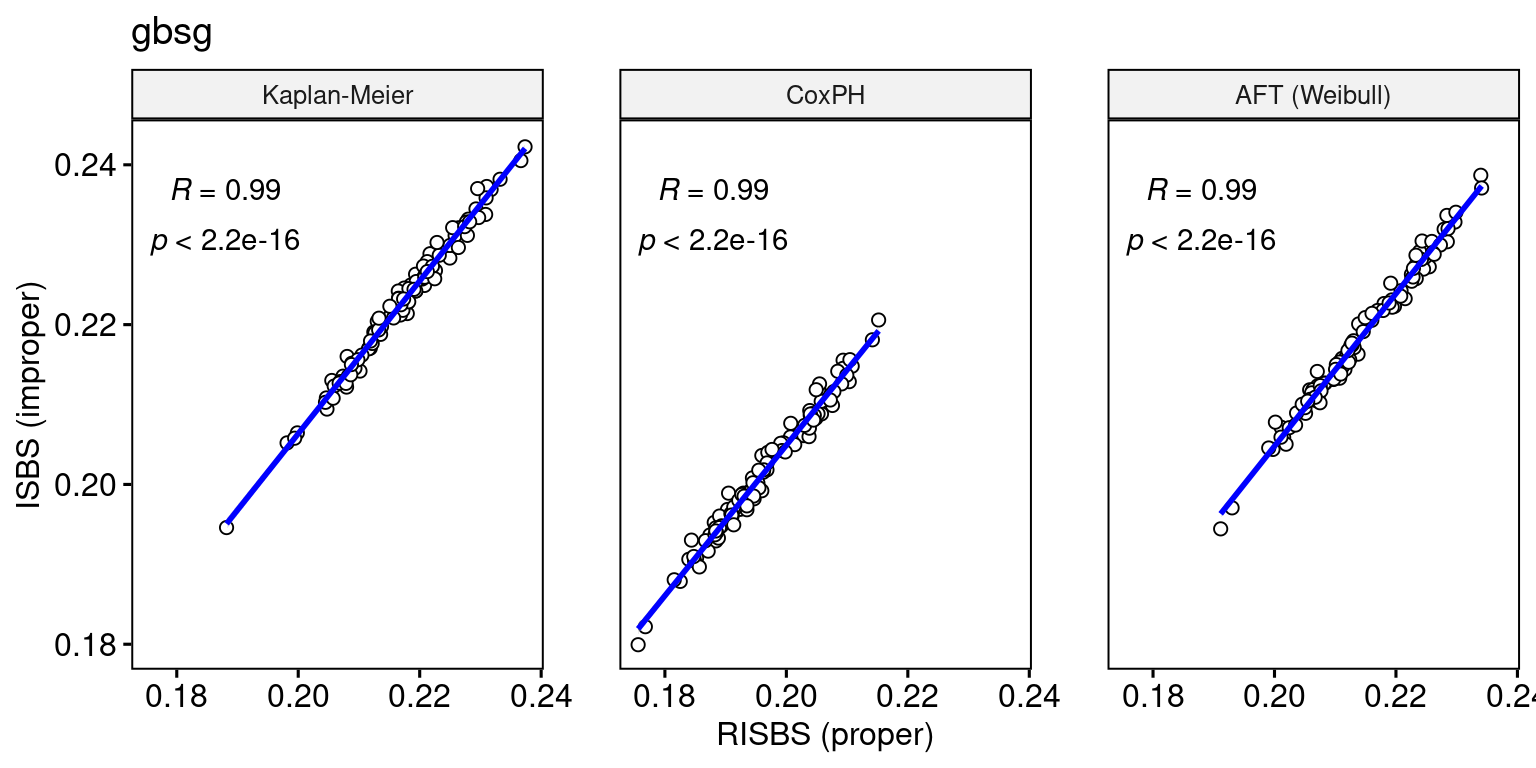 gbsg
Kaplan-Meier
CoxPH
AFT (Weibull)
R = 0.99
p < 2.2e-16
R = 0.99
p < 2.2e-16
R = 0.99
p < 2.2e-16
ISBS (improper)
0.24
0.22
0.20
0.18
0.18 0.20 0.22 0.24
0.18 0.20 0.22 0.24
0.18 0.20 0.22
RISBS (proper)